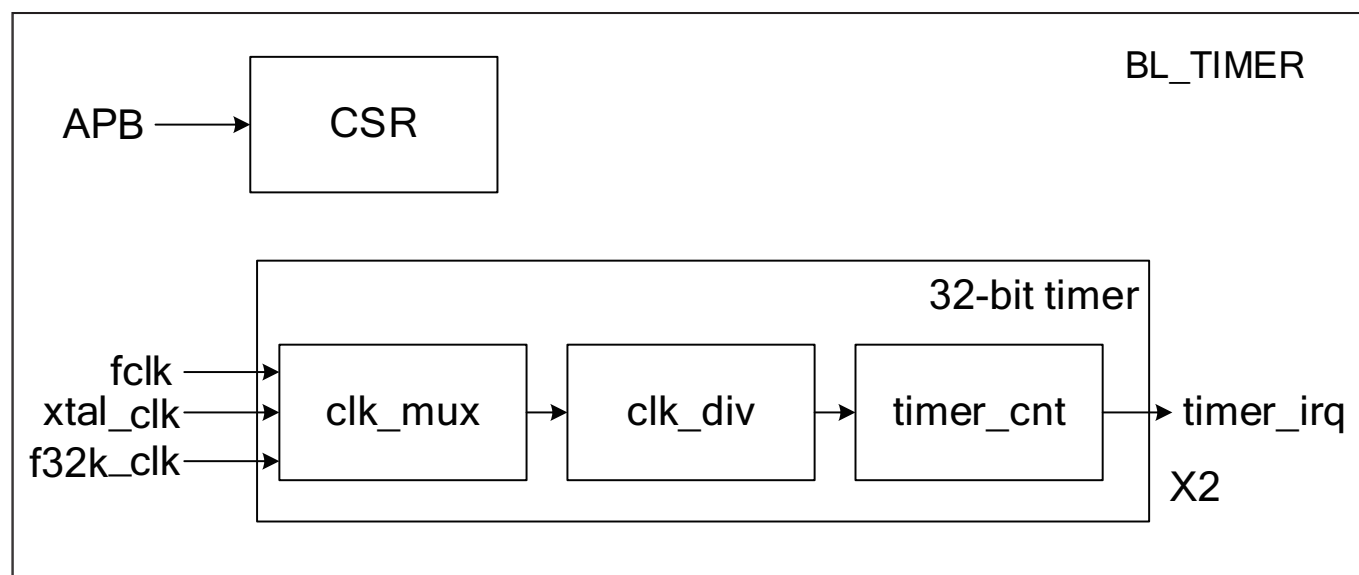 BL_TIMER
APB
CSR
32-bit timer
fclk
xtal_clk
f32k_clk
clk_mux
clk_div
timer_cnt
timer_irq
X2